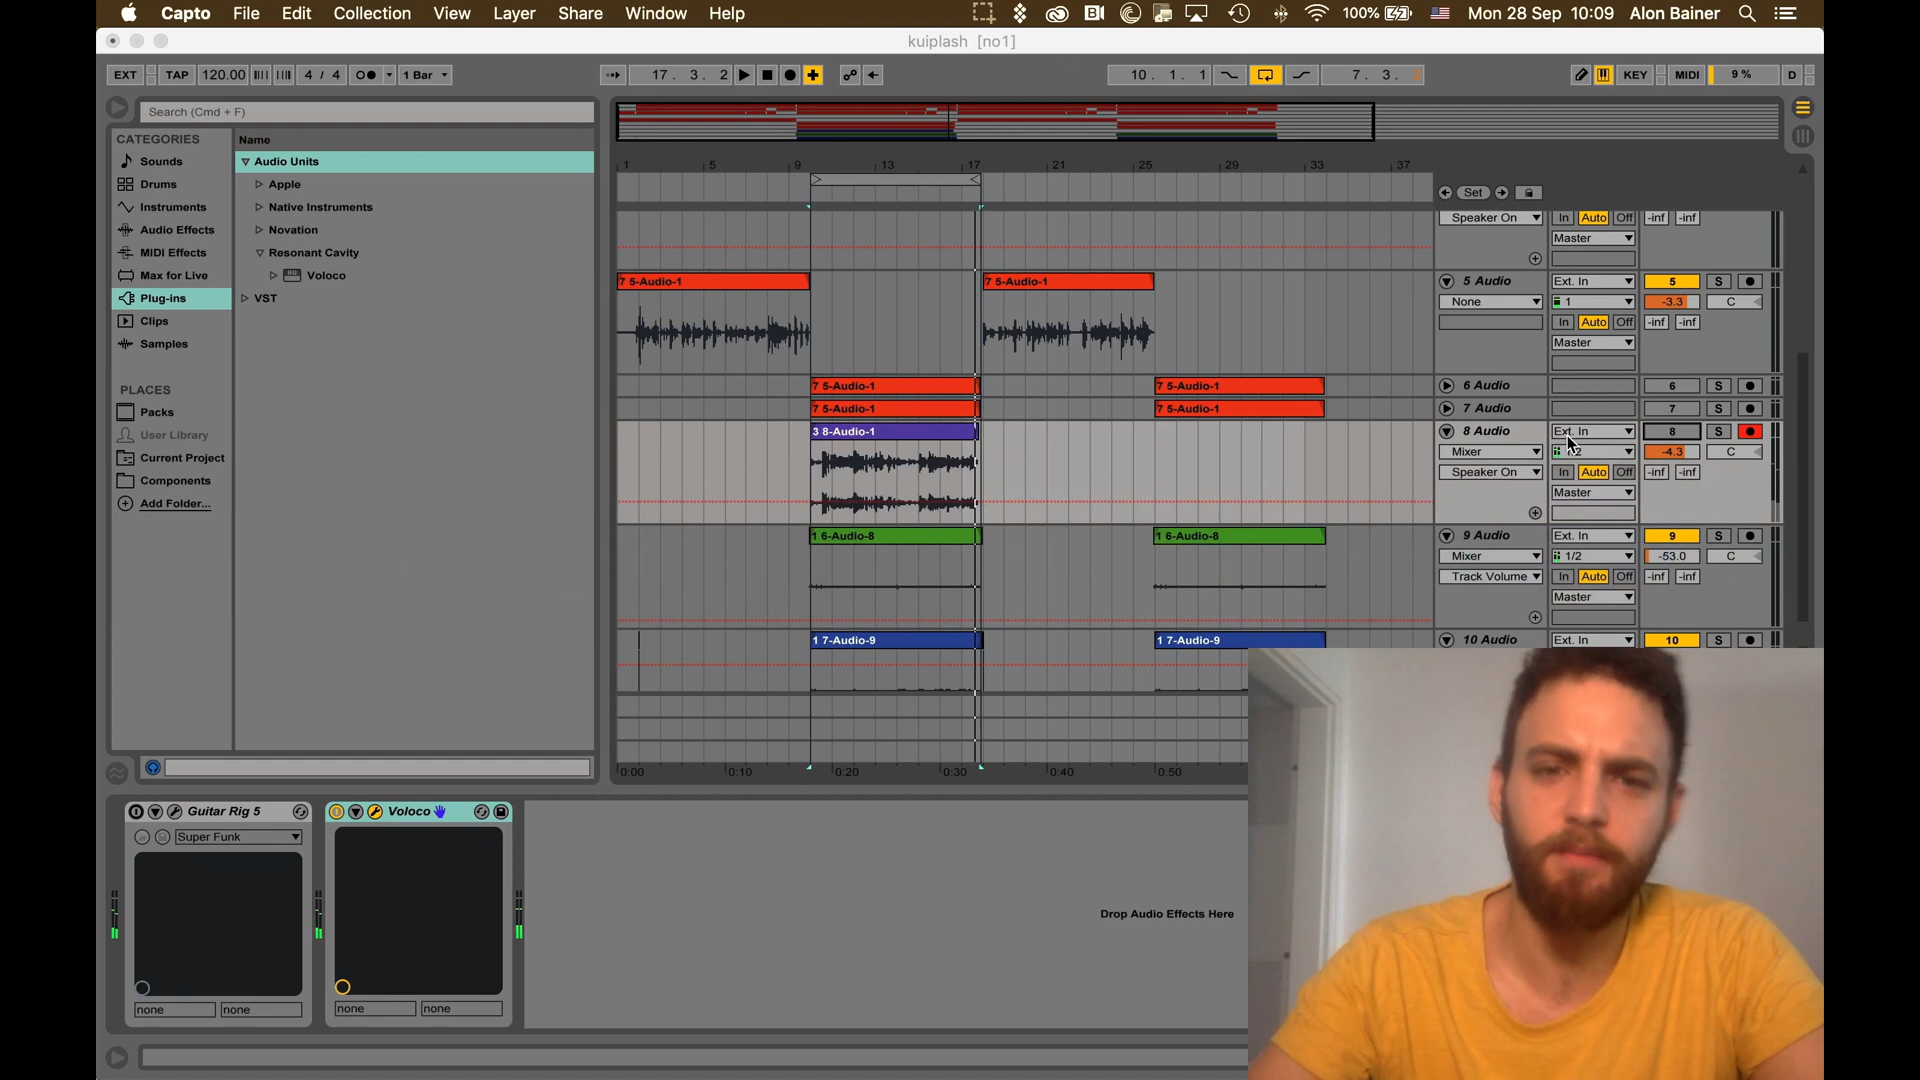 Capto File Edit Collection View Layer Share Window Help 100% Mon 28 Sep 10:09 Alon Bainer
kuiplash [no1]
EXT TAP 120.00 4 / 4 1 Bar 17 . 3 . 2 10 . 1 . 1 7 . 3 . KEY MIDI 9 % D
Search (Cmd + F)
CATEGORIES
Sounds
Drums
Instruments
Audio Effects
MIDI Effects
Max for Live
Plug-ins
Clips
Samples
PLACES
Packs
User Library
Current Project
Components
Add Folder...
Name
Audio Units
Apple
Native Instruments
Novation
Resonant Cavity
Voloco
VST
1 5 9 13 17 21 25 29 33 37
Set
Speaker On In Auto Off -inf -inf
Master
7 5-Audio-1 7 5-Audio-1 5 Audio Ext. In 5 S
None 1 -3.3 C
In Auto Off -inf -inf
Master
7 5-Audio-1 7 5-Audio-1 6 Audio 6 S
7 5-Audio-1 7 5-Audio-1 7 Audio 7 S
3 8-Audio-1 8 Audio Ext. In 8 S
Mixer -4.3 C
Speaker On In Auto Off -inf -inf
Master
1 6-Audio-8 1 6-Audio-8 9 Audio Ext. In 9 S
Mixer 1/2 -53.0 C
Track Volume In Auto Off -inf -inf
Master
1 7-Audio-9 1 7-Audio-9 10 Audio Ext. In 10 S
0:00 0:10 0:20 0:30 0:40 0:50
Guitar Rig 5
Super Funk
none none
Voloco
none none
Drop Audio Effects Here